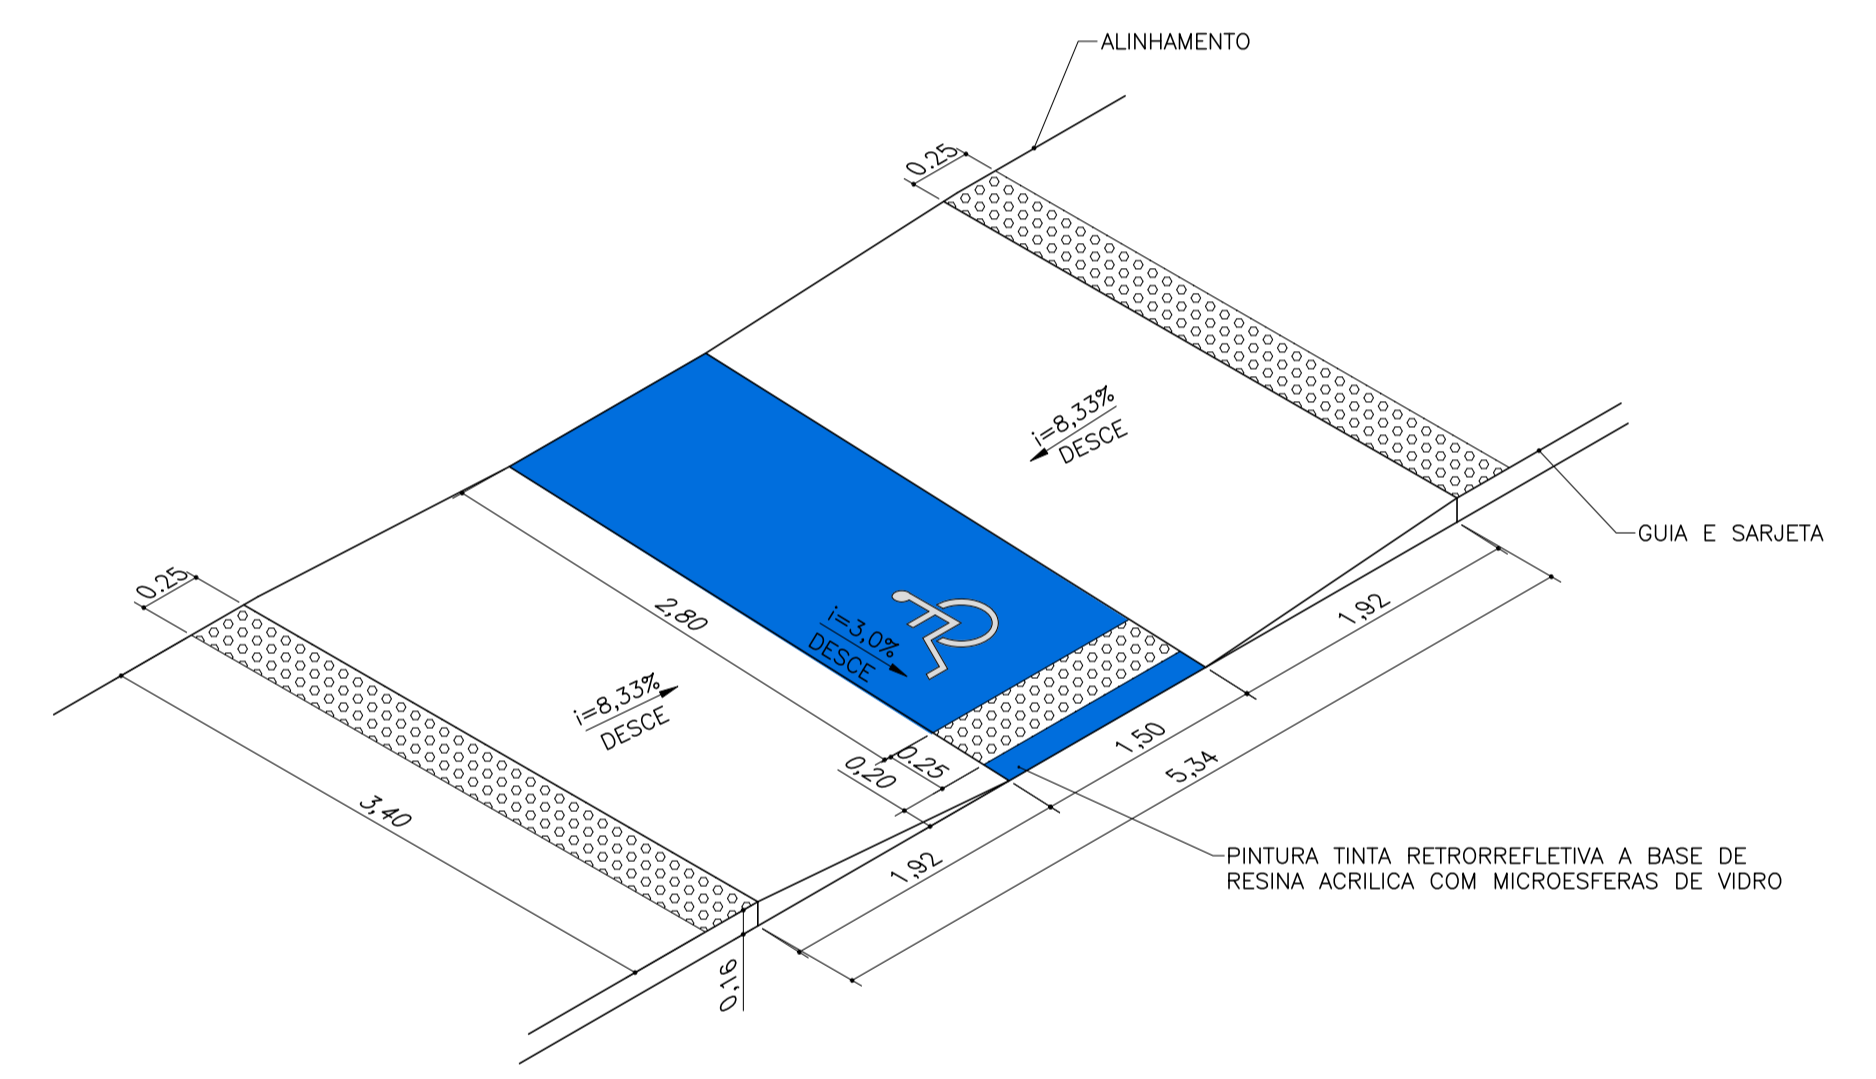 ALINHAMENTO
0.25
i=8,33%
DESCE
GUIA E SARJETA
0.25
2,80
i=3,0%
DESCE
1,92
i=8,33%
DESCE
1,50
5,34
0.25
0,20
3,40
1,92
PINTURA TINTA RETRORREFLETIVA A BASE DE
RESINA ACRILICA COM MICROESFERAS DE VIDRO
0,16